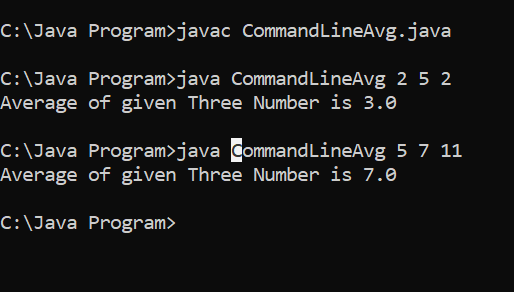 C:\Java Program>javac CommandLineAvg.java
C:\Java Program>java CommandLineAvg 2 5 2
Average of given Three Number is 3.0
C:\Java Program>java CommandLineAvg 5 7 11
Average of given Three Number is 7.0
C:\Java Program>